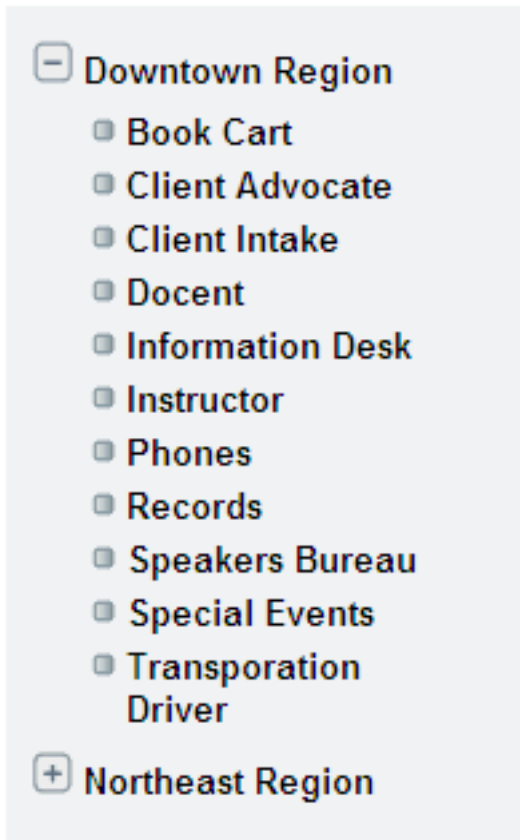 Downtown Region
Book Cart
Client Advocate
Client Intake
Docent
Information Desk
Instructor
Phones
Records
Speakers Bureau
Special Events
Transporation
Driver
Northeast Region